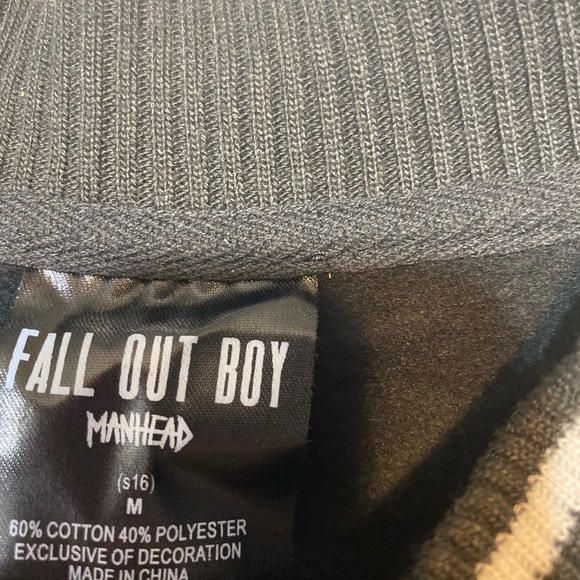 FALL OUT BOY
MANHEAD
(s16)
M
60% COTTON 40% POLYESTER
EXCLUSIVE OF DECORATION
MADE IN CHINA